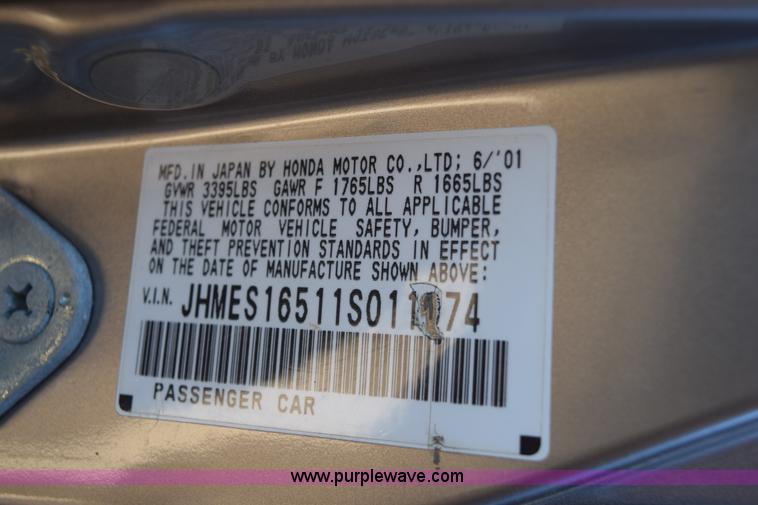 MFD.IN JAPAN BY HONDA MOTOR CO.,LTD; 6/'01
GVWR 3395LBS GAWR F 1765LBS R 1665LBS
THIS VEHICLE CONFORMS TO ALL APPLICABLE
FEDERAL MOTOR VEHICLE SAFETY, BUMPER,
AND THEFT PREVENTION STANDARDS IN EFFECT
ON THE DATE OF MANUFACTURE SHOWN ABOVE:
V.I.N.
PASSENGER CAR
www.purplewave.com